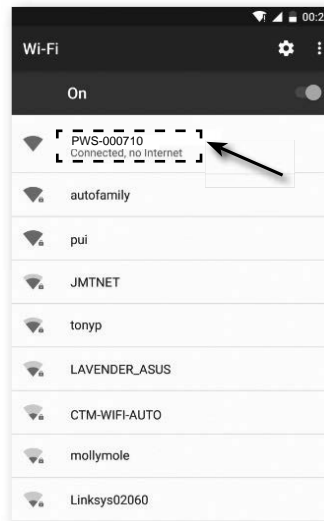 00:2
Wi-Fi
On
PWS-000710
Connected, no Internet
autofamily
pui
JMTNET
tonyp
LAVENDER_ASUS
CTM-WIFI-AUTO
mollymole
Linksys02060